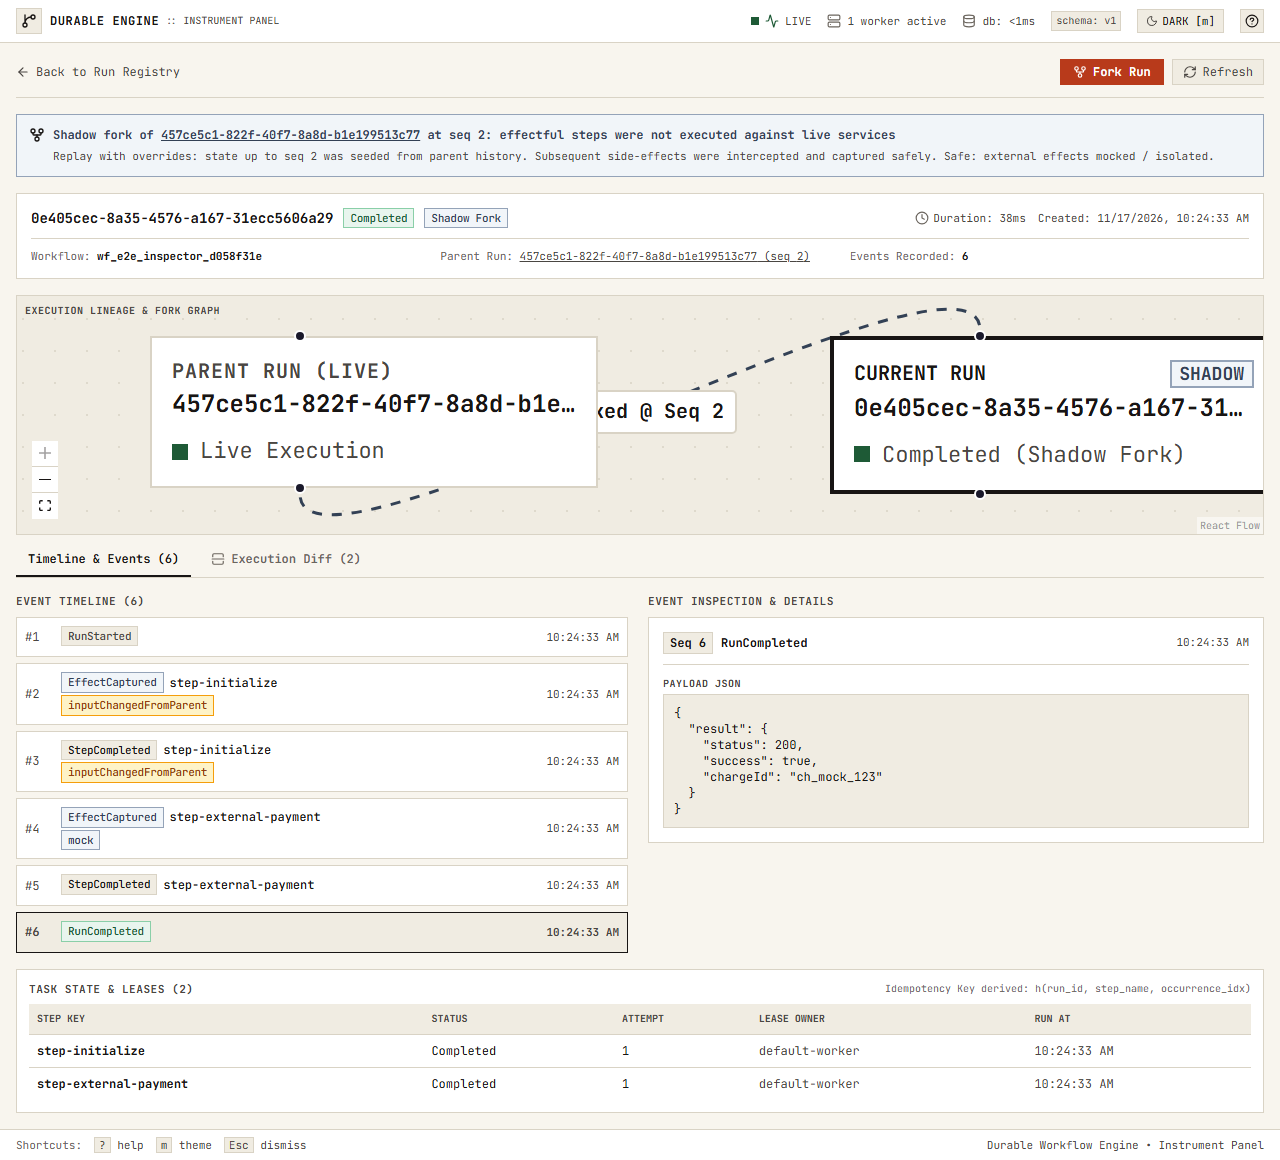 DURABLE ENGINE :: INSTRUMENT PANEL
LIVE
1 worker active
db: <1ms
schema: v1
DARK [m]
Back to Run Registry
Fork Run
Refresh
Shadow fork of 457ce5c1-822f-40f7-8a8d-b1e199513c77 at seq 2: effectful steps were not executed against live services
Replay with overrides: state up to seq 2 was seeded from parent history. Subsequent side-effects were intercepted and captured safely. Safe: external effects mocked / isolated.
0e405cec-8a35-4576-a167-31ecc5606a29
Completed
Shadow Fork
Duration: 38ms
Created: 11/17/2026, 10:24:33 AM
Workflow: wf_e2e_inspector_d058f31e
Parent Run: 457ce5c1-822f-40f7-8a8d-b1e199513c77 (seq 2)
Events Recorded: 6
EXECUTION LINEAGE & FORK GRAPH
PARENT RUN (LIVE)
457ce5c1-822f-40f7-8a8d-b1e…
Live Execution
@ Seq 2
CURRENT RUN
SHADOW
0e405cec-8a35-4576-a167-31…
Completed (Shadow Fork)
React Flow
Timeline & Events (6)
Execution Diff (2)
EVENT TIMELINE (6)
#1 RunStarted 10:24:33 AM
#2 EffectCaptured step-initialize 10:24:33 AM
inputChangedFromParent
#3 StepCompleted step-initialize 10:24:33 AM
inputChangedFromParent
#4 EffectCaptured step-external-payment 10:24:33 AM
mock
#5 StepCompleted step-external-payment 10:24:33 AM
#6 RunCompleted 10:24:33 AM
EVENT INSPECTION & DETAILS
Seq 6 RunCompleted 10:24:33 AM
PAYLOAD JSON
{
"result": {
"status": 200,
"success": true,
"chargeId": "ch_mock_123"
}
}
TASK STATE & LEASES (2)
Idempotency Key derived: h(run_id, step_name, occurrence_idx)
STEP KEY STATUS ATTEMPT LEASE OWNER RUN AT
step-initialize Completed 1 default-worker 10:24:33 AM
step-external-payment Completed 1 default-worker 10:24:33 AM
Shortcuts: ? help m theme Esc dismiss
Durable Workflow Engine • Instrument Panel